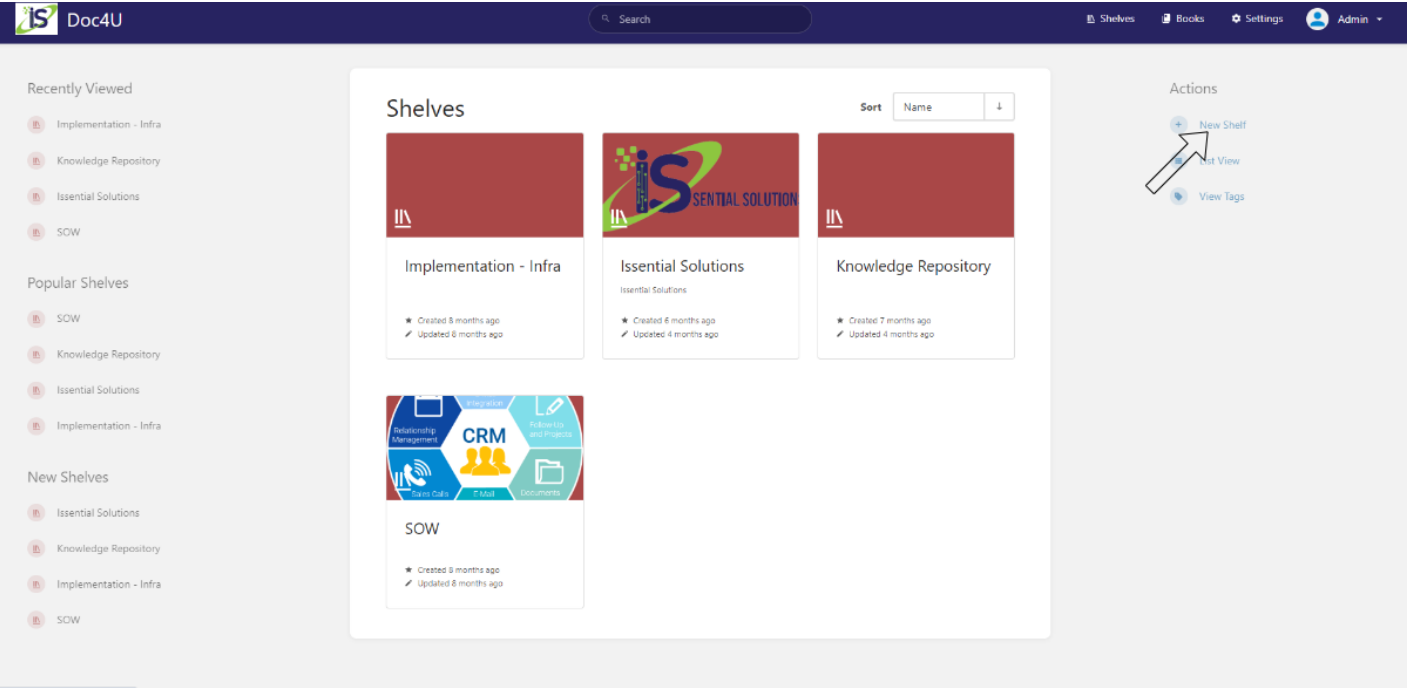 iS Doc4U
Search
Shelves
Books
Settings
Admin
Recently Viewed
Implementation - Infra
Knowledge Repository
Issential Solutions
SOW
Popular Shelves
SOW
Knowledge Repository
Issential Solutions
Implementation - Infra
New Shelves
Issential Solutions
Knowledge Repository
Implementation - Infra
SOW
Shelves
Sort Name
iS
SENTIAL SOLUTION
Implementation - Infra
Created 8 months ago
Updated 8 months ago
Issential Solutions
Issential Solutions
Created 6 months ago
Updated 4 months ago
Knowledge Repository
Created 7 months ago
Updated 4 months ago
Integration
Relationship
Management
CRM
Follow-Up
and Projects
Sales Calls
E-Mail
Documents
SOW
Created 8 months ago
Updated 8 months ago
Actions
New Shelf
List View
View Tags